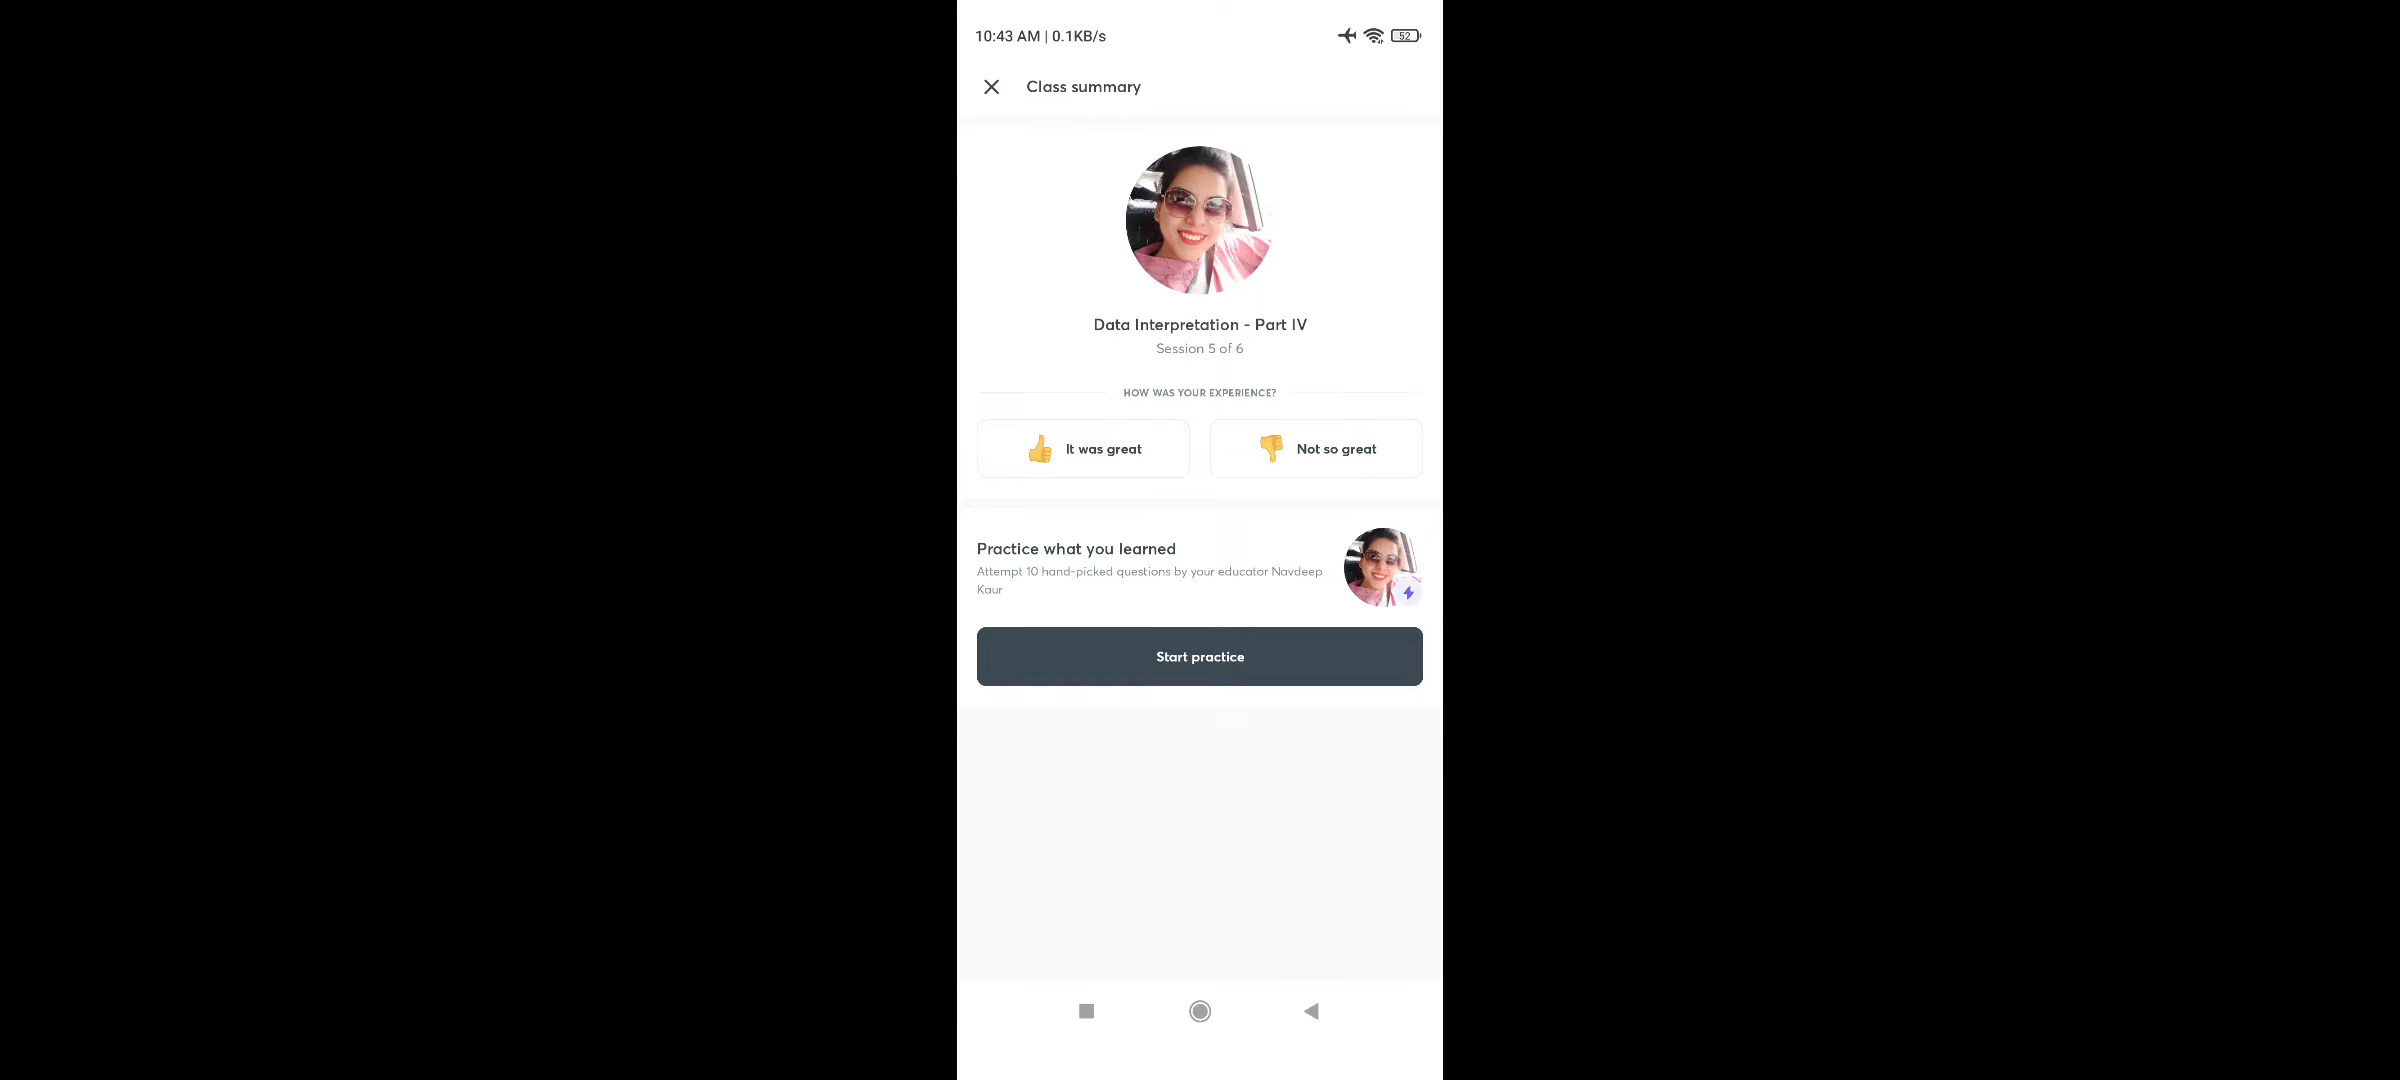 10:43 AM | 0.1KB/s
52
Class summary
Data Interpretation - Part IV
Session 5 of 6
HOW WAS YOUR EXPERIENCE?
It was great
Not so great
Practice what you learned
Attempt 10 hand-picked questions by your educator Navdeep
Kaur
Start practice